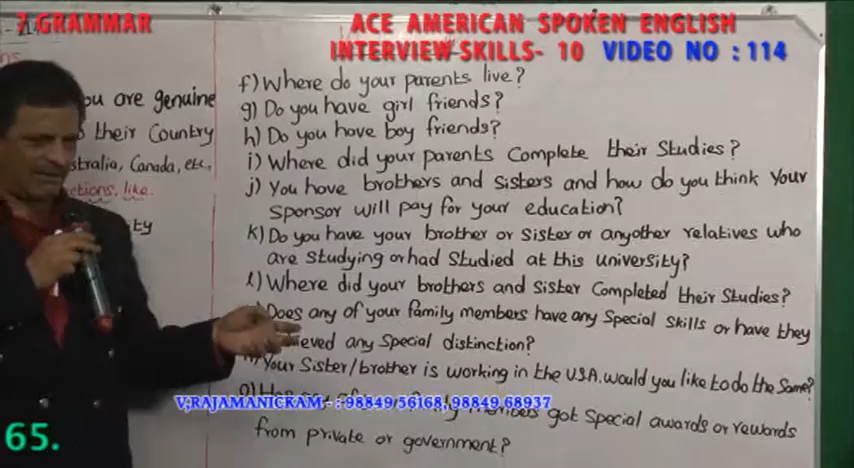 7.GRAMMAR
ACE AMERICAN SPOKEN ENGLISH
INTERVIEW SKILLS- 10 VIDEO NO : 114
ou are genuine
their Country
stralia, Canada, etc,
ctions, like.
ty
f) Where do your parents live?
g) Do you have girl friends?
h) Do you have boy friends?
i) Where did your parents Complete their Studies?
j) You have brothers and sisters and how do you think your
Sponsor will pay for your education?
k) Do you have your brother or Sister or anyother relatives who
are studying or had Studied at this university?
l) Where did your brothers and Sister Completed their Studies?
) Does any of your family members have any Special skills or have they
ieved any Special distinction?
Your Sister/brother is working in the U.S.A. would you like to do the Same?
o) got Special awards or rewards
from private or government?
V;RAJAMANICKAM - : 98849 56168, 98849 68937
65.